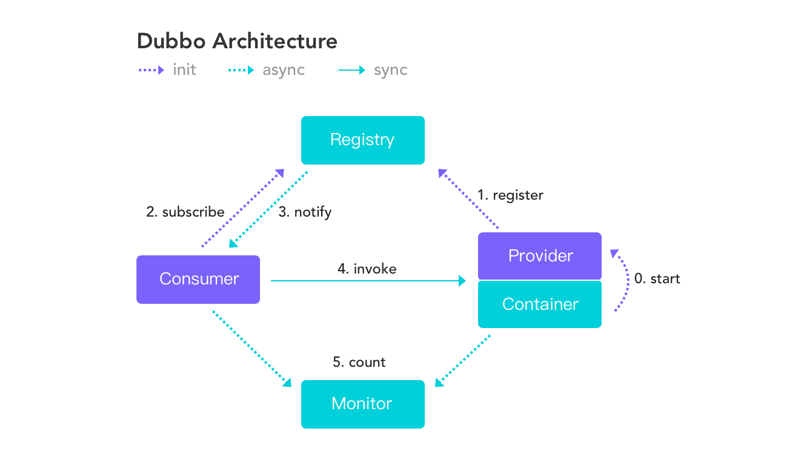 Dubbo Architecture
init async sync
Registry
1. register
2. subscribe 3. notify
Provider
4. invoke
Consumer
0. start
Container
5. count
Monitor